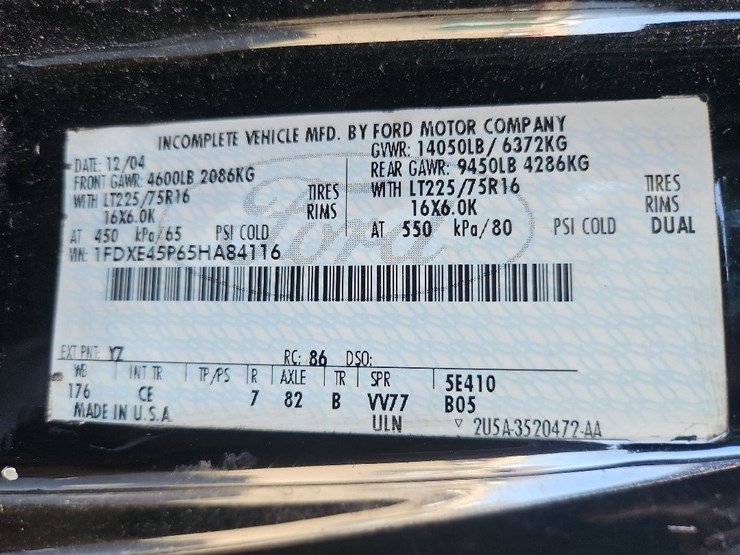 INCOMPLETE VEHICLE MFD. BY FORD MOTOR COMPANY
DATE: 12/04 GVWR: 14050LB/ 6372KG
FRONT GAWR: 4600LB 2086KG REAR GAWR: 9450LB 4286KG
WITH LT225/75R16 TIRES WITH LT225/75R16 TIRES
16X6.0K RIMS 16X6.0K RIMS
AT 450 kPa/65 PSI COLD AT 550 kPa/80 PSI COLD DUAL
VIN: 1FDXE45P65HA84116
Ford
EXT PNT: YZ RC: 86 DSO:
WB INT TR TP/PS R AXLE TR SPR 5E410
176 CE 7 82 B VV77 B05
MADE IN U.S.A. ULN ▽ 2U5A-3520472-AA